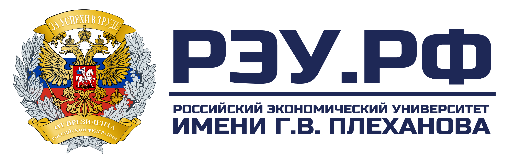 РЭУ.РФ
РОССИЙСКИЙ ЭКОНОМИЧЕСКИЙ УНИВЕРСИТЕТ
ИМЕНИ Г.В. ПЛЕХАНОВА